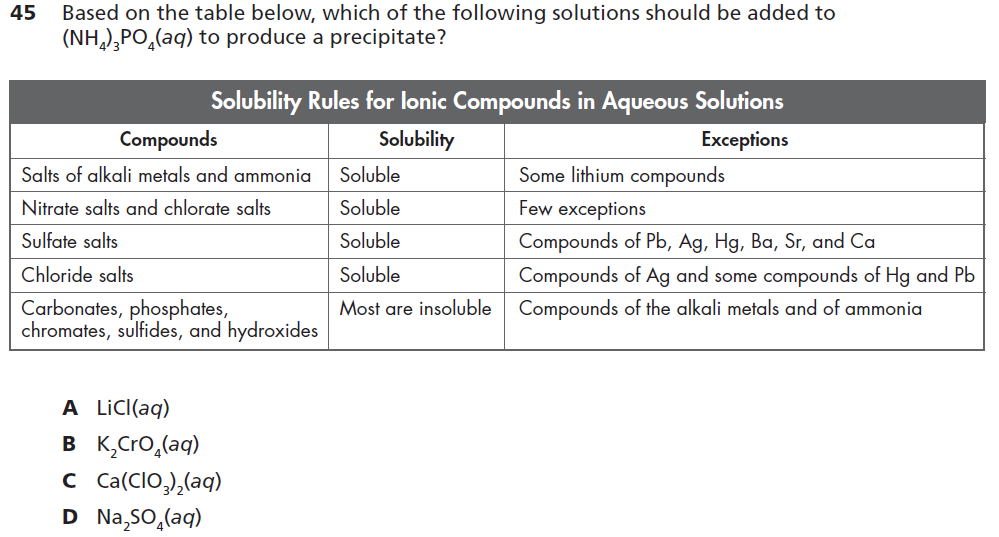 45 Based on the table below, which of the following solutions should be added to
(NH₄)₃PO₄(aq) to produce a precipitate?
Solubility Rules for Ionic Compounds in Aqueous Solutions
Compounds Solubility Exceptions
Salts of alkali metals and ammonia Soluble Some lithium compounds
Nitrate salts and chlorate salts Soluble Few exceptions
Sulfate salts Soluble Compounds of Pb, Ag, Hg, Ba, Sr, and Ca
Chloride salts Soluble Compounds of Ag and some compounds of Hg and Pb
Carbonates, phosphates, Most are insoluble Compounds of the alkali metals and of ammonia
chromates, sulfides, and hydroxides
A LiCl(aq)
B K₂CrO₄(aq)
C Ca(ClO₃)₂(aq)
D Na₂SO₄(aq)